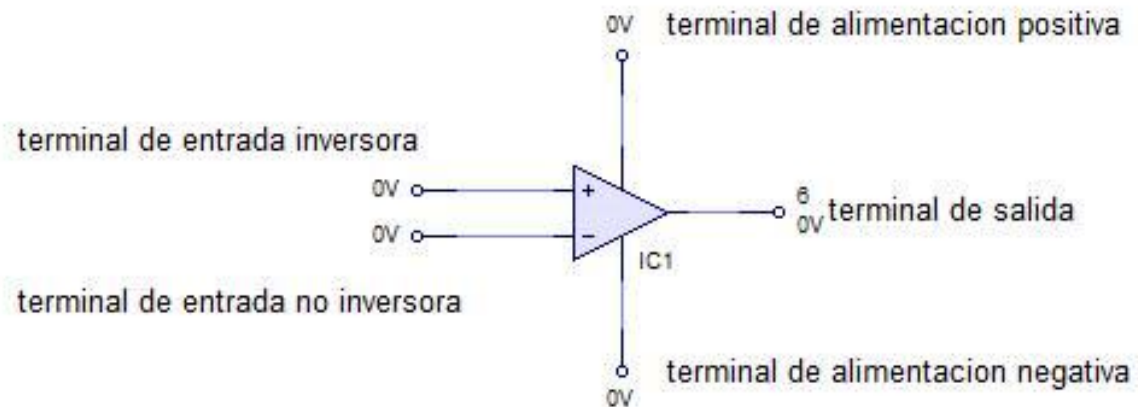 0V terminal de alimentacion positiva
terminal de entrada inversora
0V
+
6
0V terminal de salida
0V
-
IC1
terminal de entrada no inversora
terminal de alimentacion negativa
0V